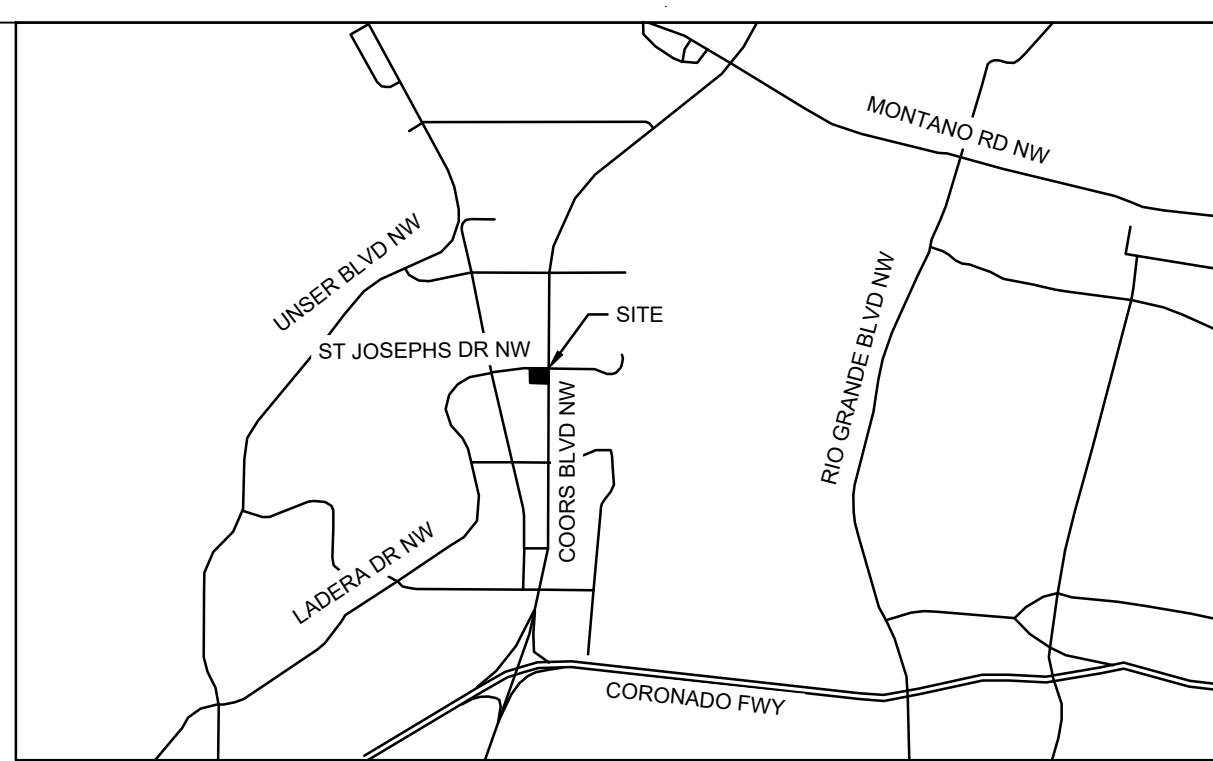 MONTANO RD NW
UNSER BLVD NW
SITE
ST JOSEPHS DR NW
RIO GRANDE BLVD NW
COORS BLVD NW
LADERA DR NW
CORONADO FWY